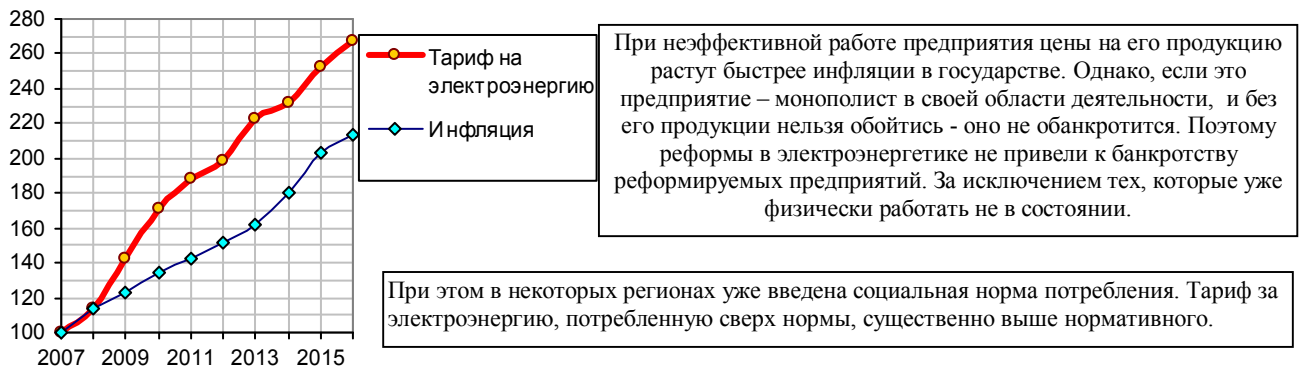 280
260
240
220
200
180
160
140
120
100
2007 2009 2011 2013 2015
Тариф на
электроэнергию
Инфляция
При неэффективной работе предприятия цены на его продукцию
растут быстрее инфляции в государстве. Однако, если это
предприятие – монополист в своей области деятельности, и без
его продукции нельзя обойтись - оно не обанкротится. Поэтому
реформы в электроэнергетике не привели к банкротству
реформируемых предприятий. За исключением тех, которые уже
физически работать не в состоянии.
При этом в некоторых регионах уже введена социальная норма потребления. Тариф за
электроэнергию, потребленную сверх нормы, существенно выше нормативного.